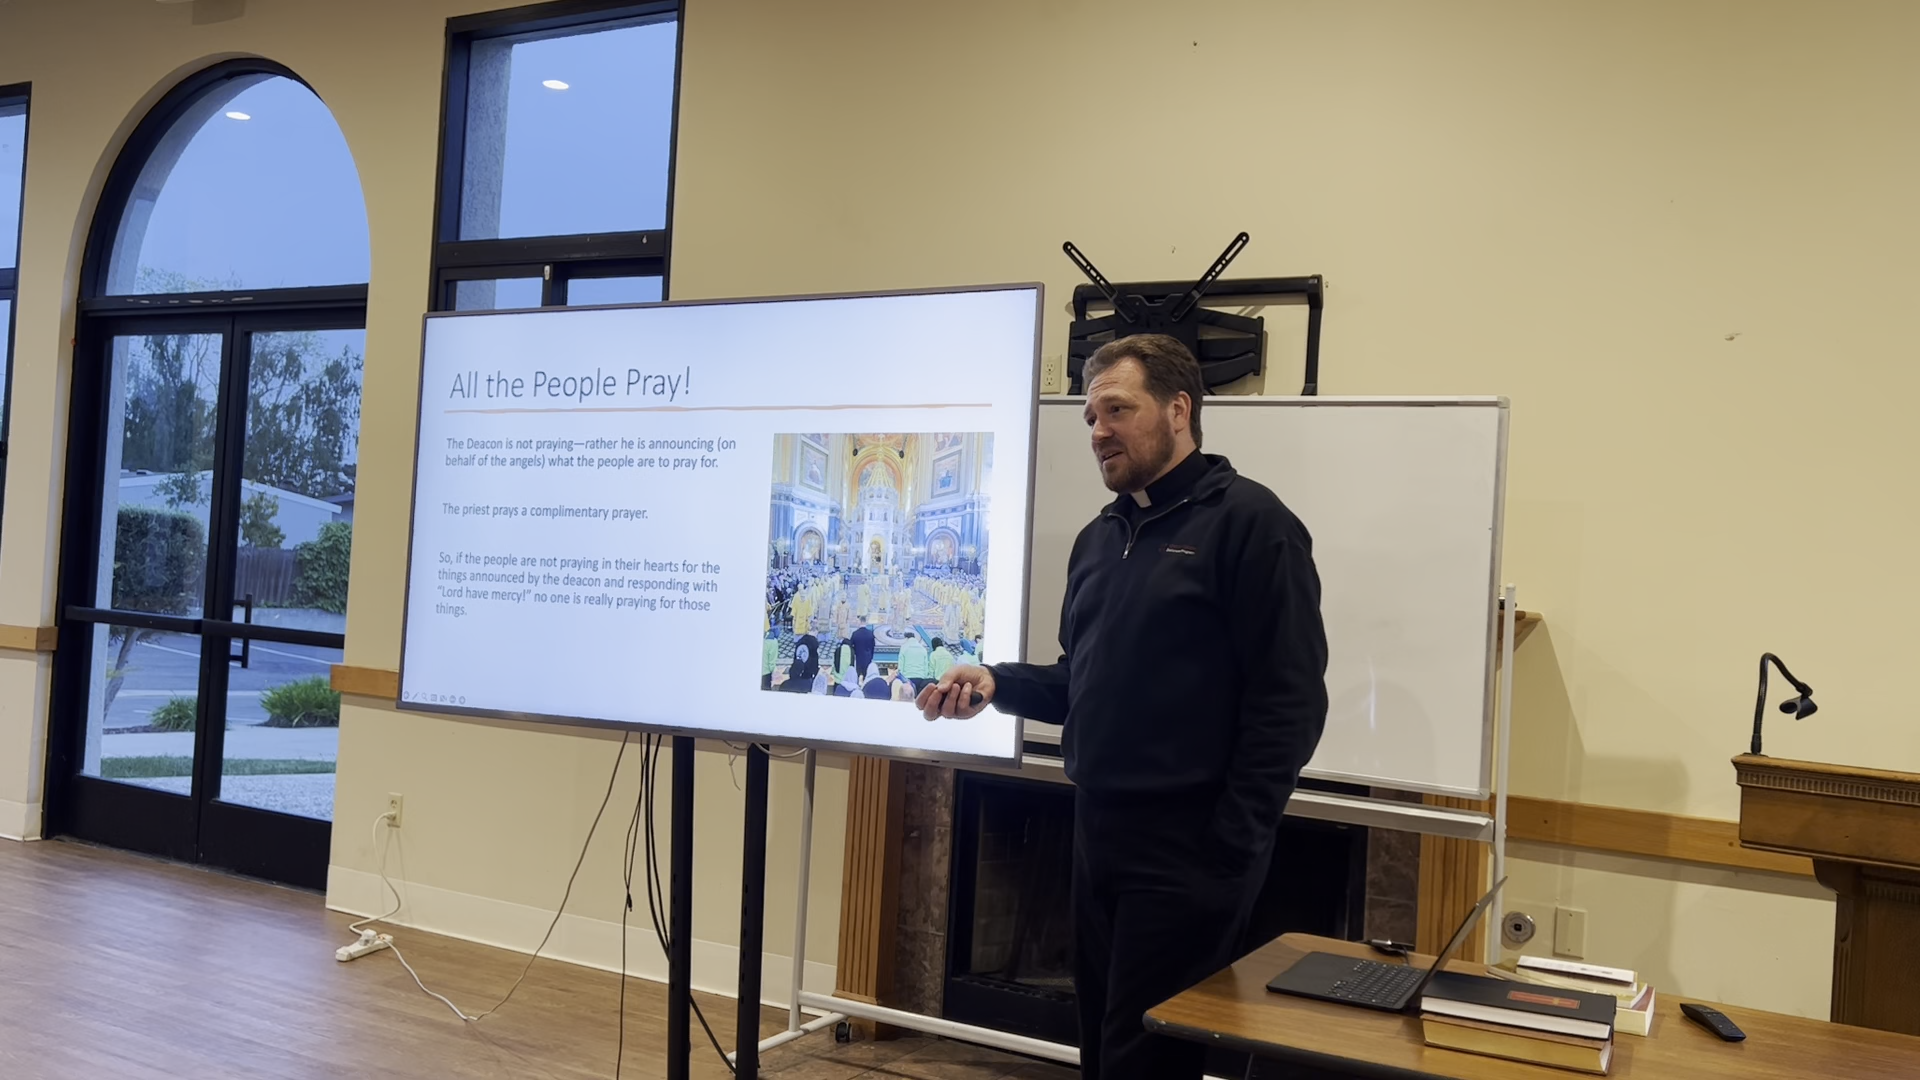 All the People Pray!
The Deacon is not praying—rather he is announcing (on
behalf of the angels) what the people are to pray for.
The priest prays a complimentary prayer.
So, if the people are not praying in their hearts for the
things announced by the deacon and responding with
“Lord have mercy!” no one is really praying for those
things.